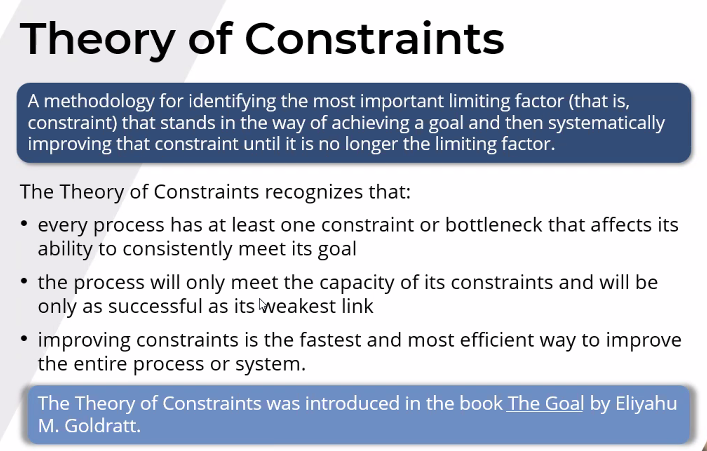 Theory of Constraints
A methodology for identifying the most important limiting factor (that is,
constraint) that stands in the way of achieving a goal and then systematically
improving that constraint until it is no longer the limiting factor.
The Theory of Constraints recognizes that:
• every process has at least one constraint or bottleneck that affects its
ability to consistently meet its goal
• the process will only meet the capacity of its constraints and will be
only as successful as its weakest link
• improving constraints is the fastest and most efficient way to improve
the entire process or system.
The Theory of Constraints was introduced in the book The Goal by Eliyahu
M. Goldratt.